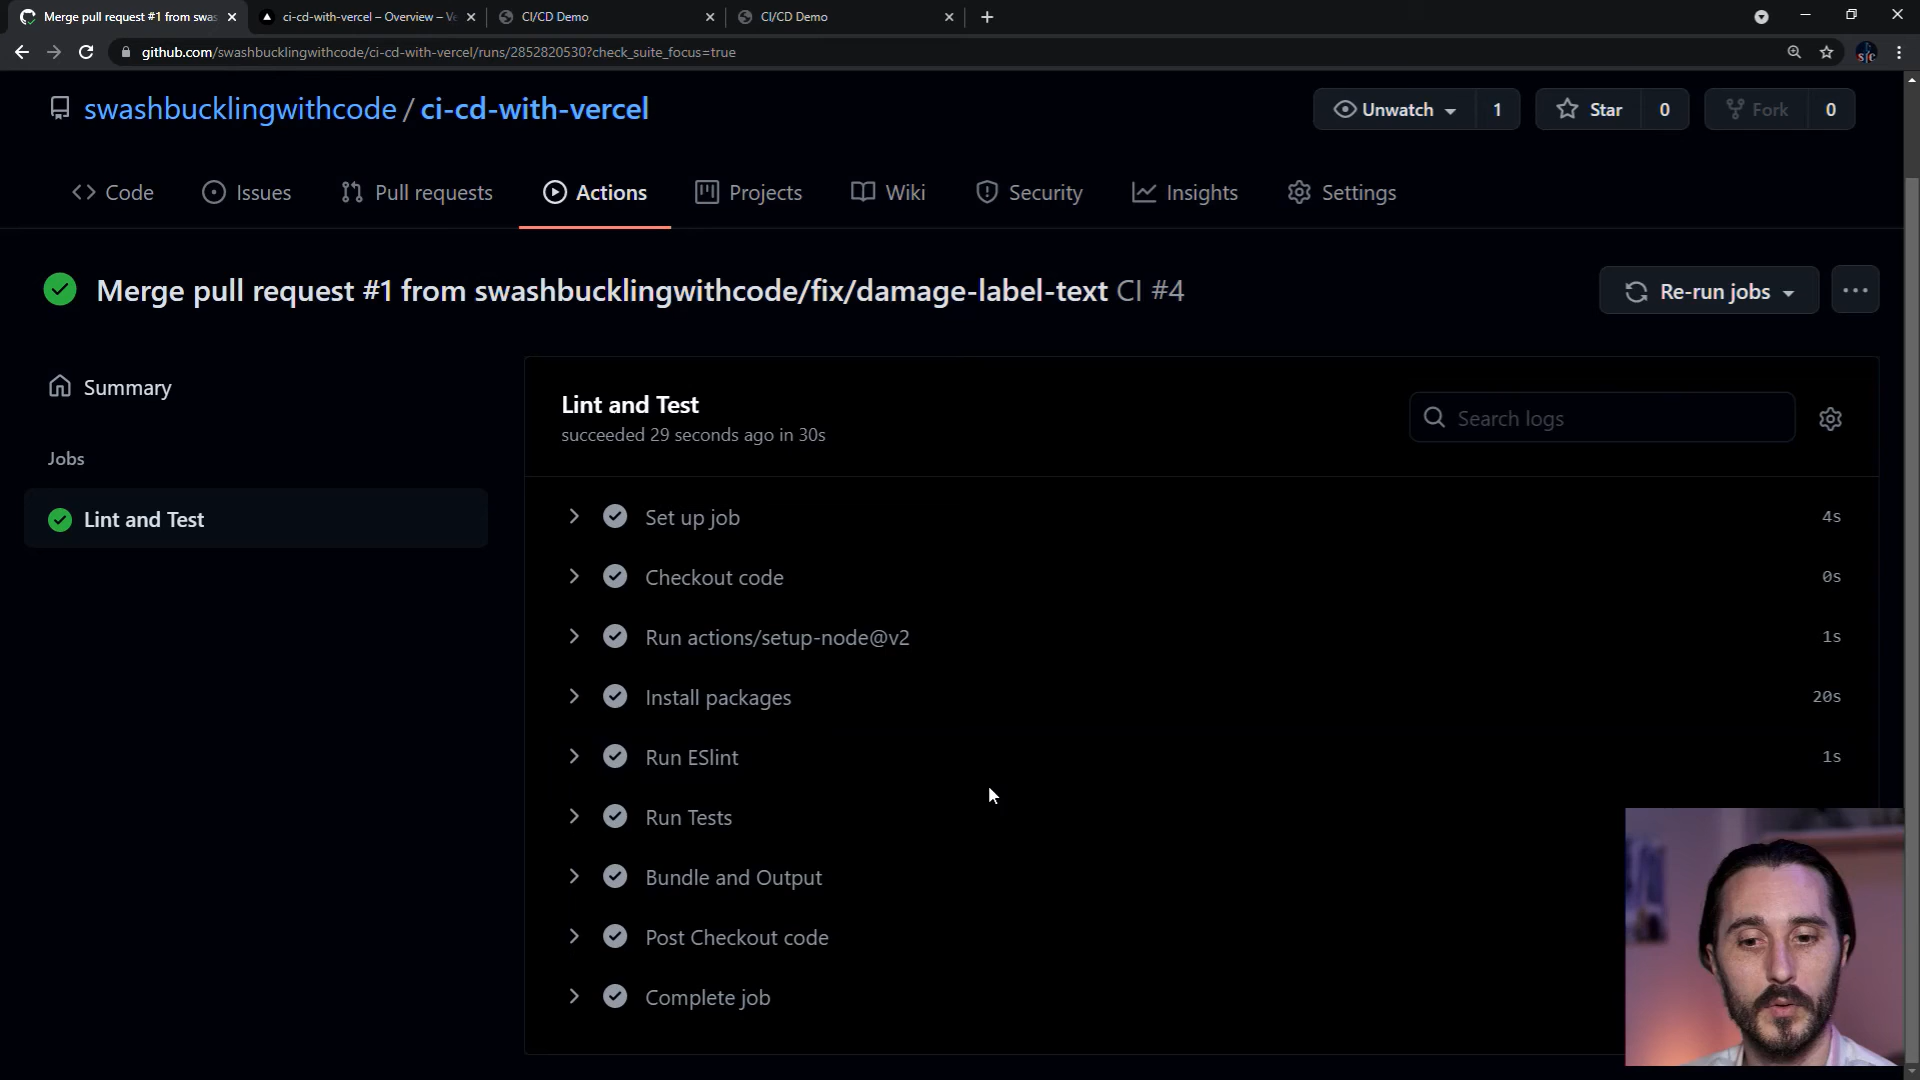 Merge pull request #1 from swas
ci-cd-with-vercel – Overview – Ve
CI/CD Demo
CI/CD Demo
github.com/swashbucklingwithcode/ci-cd-with-vercel/runs/2852820530?check_suite_focus=true
sfc
swashbucklingwithcode / ci-cd-with-vercel
Unwatch 1
Star 0
Fork 0
Code
Issues
Pull requests
Actions
Projects
Wiki
Security
Insights
Settings
Merge pull request #1 from swashbucklingwithcode/fix/damage-label-text CI #4
Re-run jobs
Summary
Jobs
Lint and Test
Lint and Test
succeeded 29 seconds ago in 30s
Search logs
Set up job 4s
Checkout code 0s
Run actions/setup-node@v2 1s
Install packages 20s
Run ESlint 1s
Run Tests
Bundle and Output
Post Checkout code
Complete job